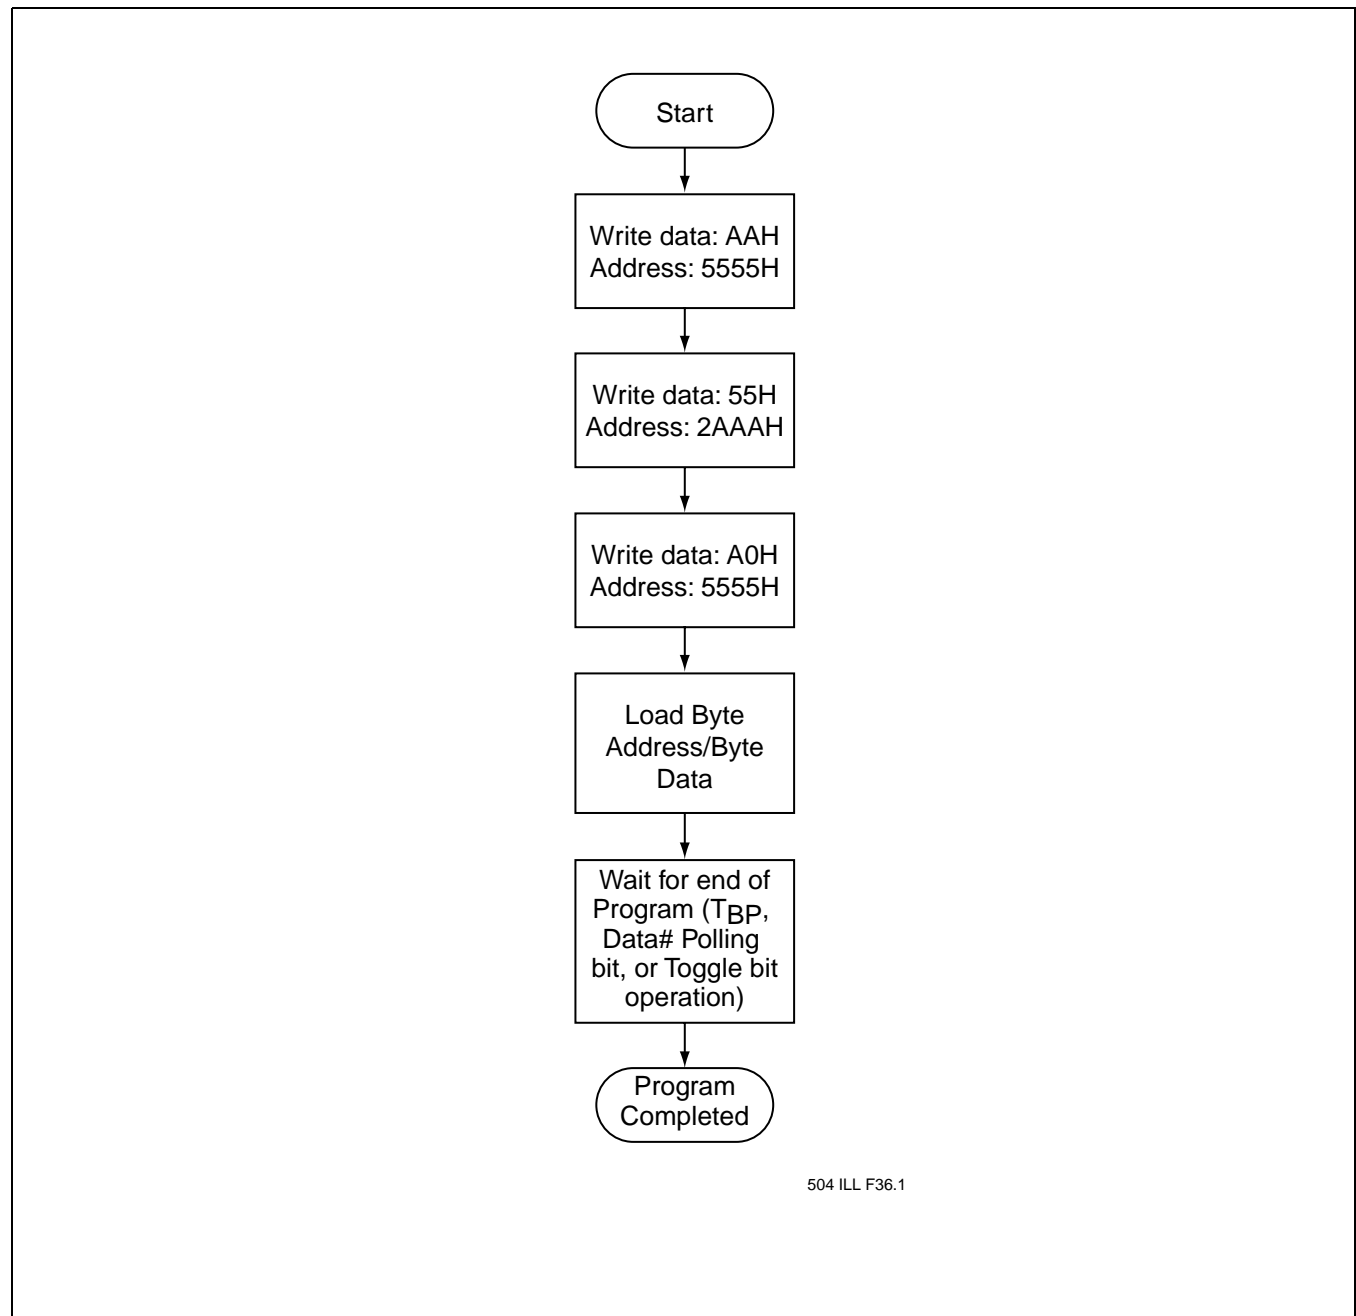 Start
Write data: AAH
Address: 5555H
Write data: 55H
Address: 2AAAH
Write data: A0H
Address: 5555H
Load Byte
Address/Byte
Data
Wait for end of
Program (TBP,
Data# Polling
bit, or Toggle bit
operation)
Program
Completed
504 ILL F36.1